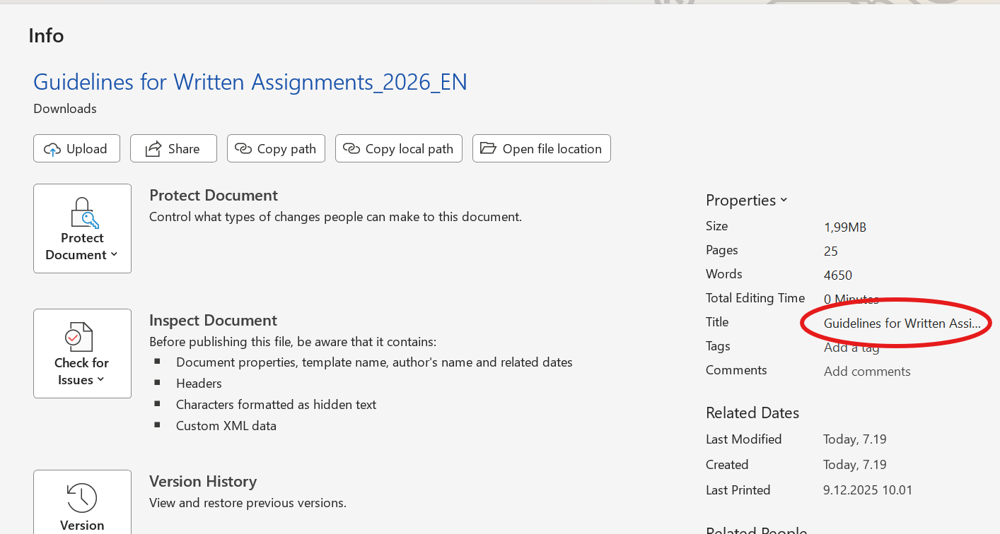 Info
Guidelines for Written Assignments_2026_EN
Downloads
Upload
Share
Copy path
Copy local path
Open file location
Protect Document
Protect Document
Control what types of changes people can make to this document.
Check for Issues
Inspect Document
Before publishing this file, be aware that it contains:
Document properties, template name, author's name and related dates
Headers
Characters formatted as hidden text
Custom XML data
Version
Version History
View and restore previous versions.
Properties
Size 1,99MB
Pages 25
Words 4650
Total Editing Time 0 Minutes
Title Guidelines for Written Assi...
Tags Add a tag
Comments Add comments
Related Dates
Last Modified Today, 7.19
Created Today, 7.19
Last Printed 9.12.2025 10.01
Related People